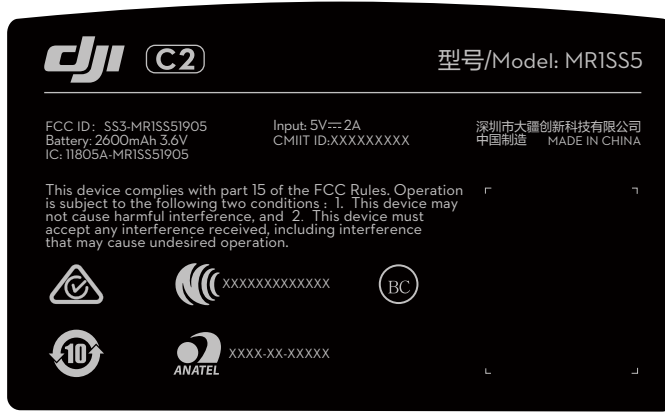 dji C2
型号/Model: MR1SS5
FCC ID: SS3-MR1SS51905
Battery: 2600mAh 3.6V
IC: 11805A-MR1SS51905
Input: 5V⎓2A
CMIIT ID:XXXXXXXXX
深圳市大疆创新科技有限公司
中国制造 MADE IN CHINA
This device complies with part 15 of the FCC Rules. Operation
is subject to the following two conditions : 1. This device may
not cause harmful interference, and 2. This device must
accept any interference received, including interference
that may cause undesired operation.
XXXXXXXXXXXXX
BC
10
ANATEL
XXXX-XX-XXXXX